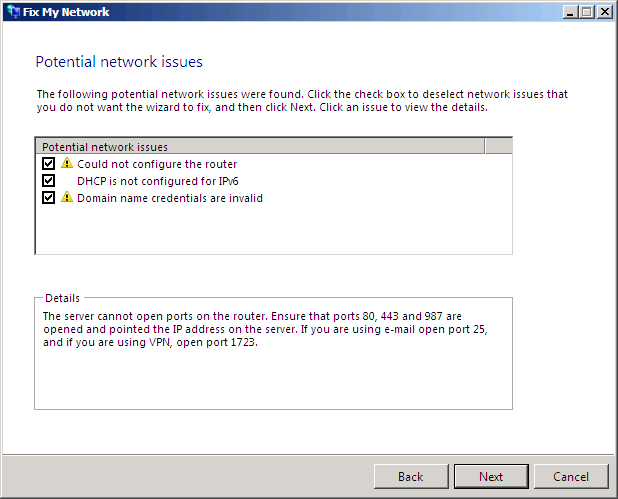 Fix My Network
Potential network issues
The following potential network issues were found. Click the check box to deselect network issues that
you do not want the wizard to fix, and then click Next. Click an issue to view the details.
Potential network issues
Could not configure the router
DHCP is not configured for IPv6
Domain name credentials are invalid
Details
The server cannot open ports on the router. Ensure that ports 80, 443 and 987 are
opened and pointed the IP address on the server. If you are using e-mail open port 25,
and if you are using VPN, open port 1723.
Back
Next
Cancel